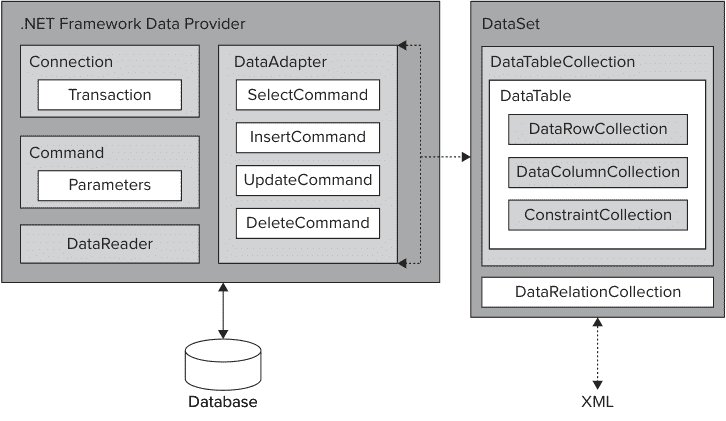 .NET Framework Data Provider
Connection
Transaction
Command
Parameters
DataReader
DataAdapter
SelectCommand
InsertCommand
UpdateCommand
DeleteCommand
Database
DataSet
DataTableCollection
DataTable
DataRowCollection
DataColumnCollection
ConstraintCollection
DataRelationCollection
XML